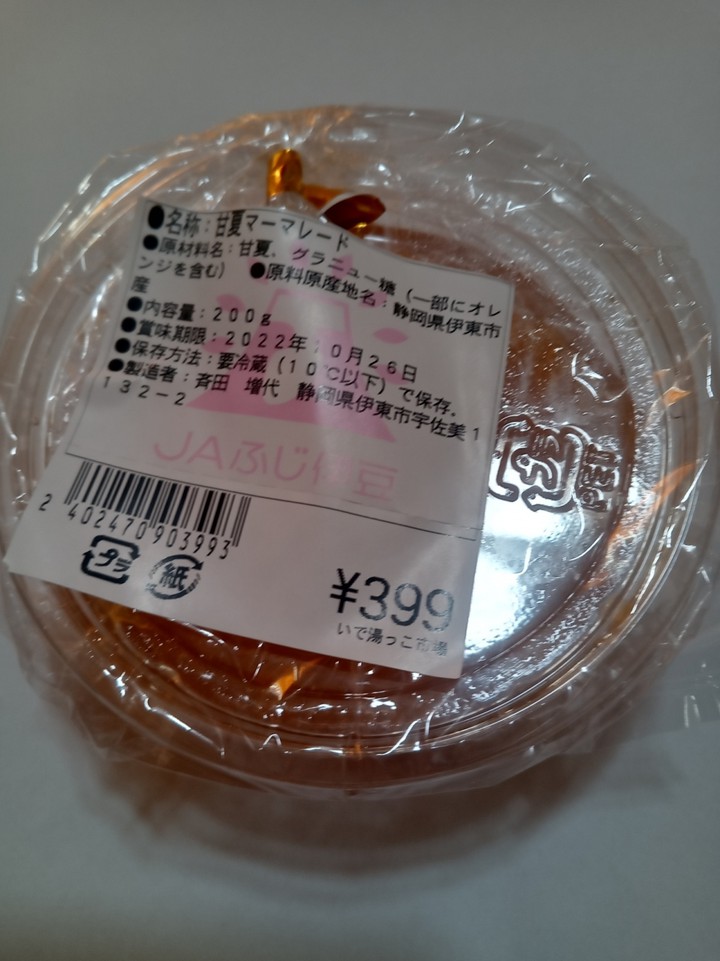 ●名称:甘夏マーマレード
●原材料名:甘夏、グラニュー糖(一部にオレ
ンジを含む) ●原料原産地名:静岡県伊東市
産
●内容量:200g
●賞味期限:2022年10月26日
●保存方法:要冷蔵(10℃以下)で保存。
●製造者:斉田 増代 静岡県伊東市宇佐美1
132-2
JAふじ伊豆
2 402470 903993
プラ
紙
¥399
いで湯っこ市場